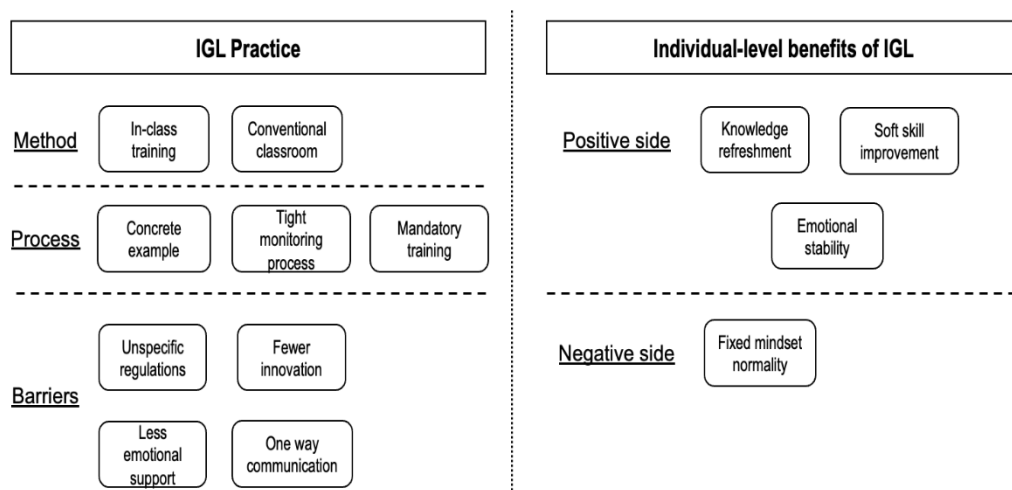 IGL Practice
Individual-level benefits of IGL
Method
In-class
training
Conventional
classroom
Positive side
Knowledge
refreshment
Soft skill
improvement
Process
Concrete
example
Tight
monitoring
process
Mandatory
training
Emotional
stability
Barriers
Unspecific
regulations
Fewer
innovation
Less
emotional
support
One way
communication
Negative side
Fixed mindset
normality